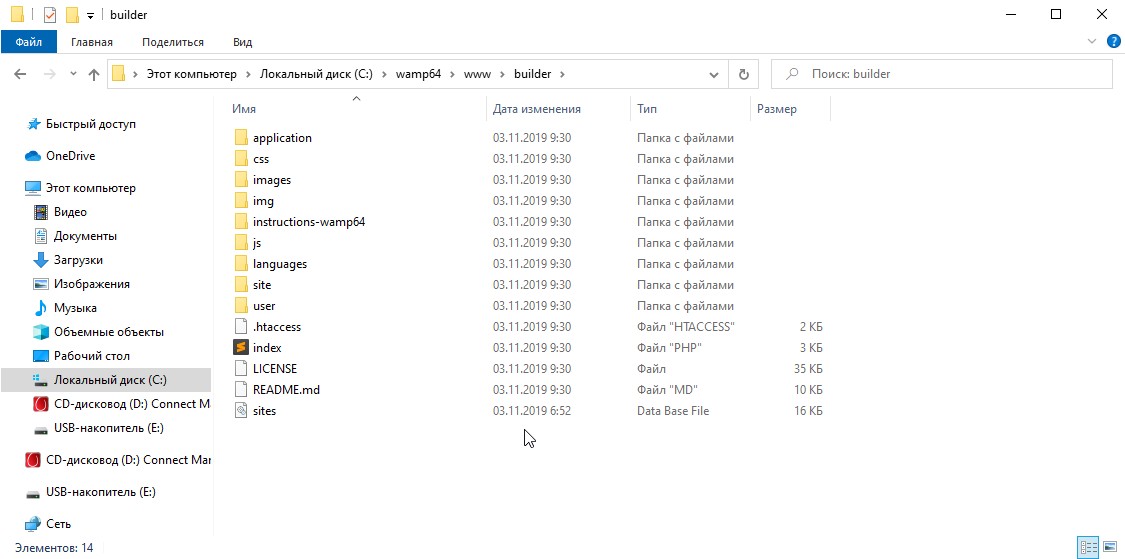 builder
Файл Главная Поделиться Вид
Этот компьютер Локальный диск (C:) wamp64 www builder
Поиск: builder
Имя Дата изменения Тип Размер
Быстрый доступ
OneDrive
Этот компьютер
Видео
Документы
Загрузки
Изображения
Музыка
Объемные объекты
Рабочий стол
Локальный диск (C:)
CD-дисковод (D:) Connect Ma
USB-накопитель (E:)
CD-дисковод (D:) Connect Mar
USB-накопитель (E:)
Сеть
application 03.11.2019 9:30 Папка с файлами
css 03.11.2019 9:30 Папка с файлами
images 03.11.2019 9:30 Папка с файлами
img 03.11.2019 9:30 Папка с файлами
instructions-wamp64 03.11.2019 9:30 Папка с файлами
js 03.11.2019 9:30 Папка с файлами
languages 03.11.2019 9:30 Папка с файлами
site 03.11.2019 9:30 Папка с файлами
user 03.11.2019 9:30 Папка с файлами
.htaccess 03.11.2019 9:30 Файл "HTACCESS" 2 КБ
index 03.11.2019 9:30 Файл "PHP" 3 КБ
LICENSE 03.11.2019 9:30 Файл 35 КБ
README.md 03.11.2019 9:30 Файл "MD" 10 КБ
sites 03.11.2019 6:52 Data Base File 16 КБ
Элементов: 14